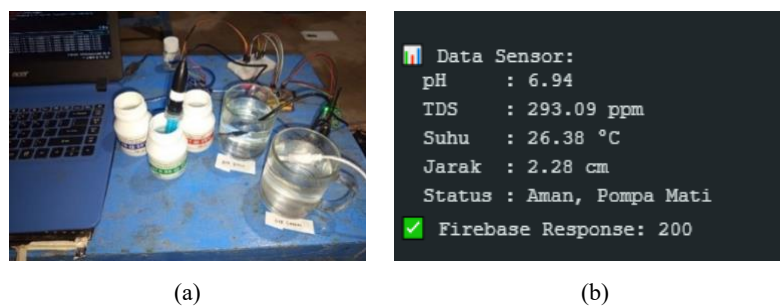 acer
📊 Data Sensor:
pH : 6.94
TDS : 293.09 ppm
Suhu : 26.38 °C
Jarak : 2.28 cm
Status : Aman, Pompa Mati
✅ Firebase Response: 200
(a)
(b)